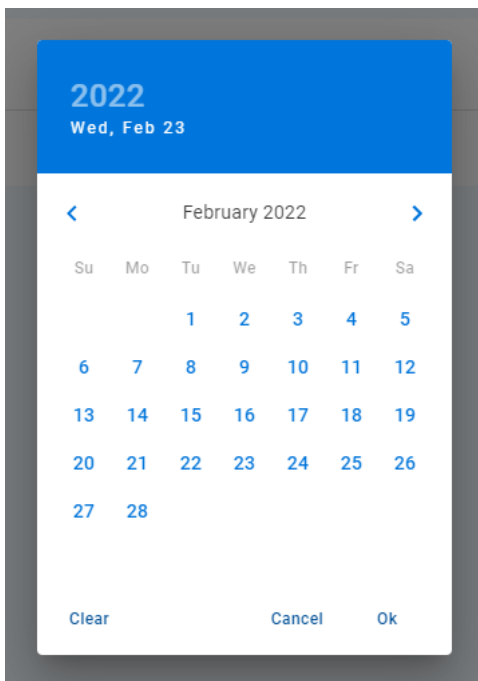 2022
Wed, Feb 23
February 2022
Su Mo Tu We Th Fr Sa
1 2 3 4 5
6 7 8 9 10 11 12
13 14 15 16 17 18 19
20 21 22 23 24 25 26
27 28
Clear Cancel Ok